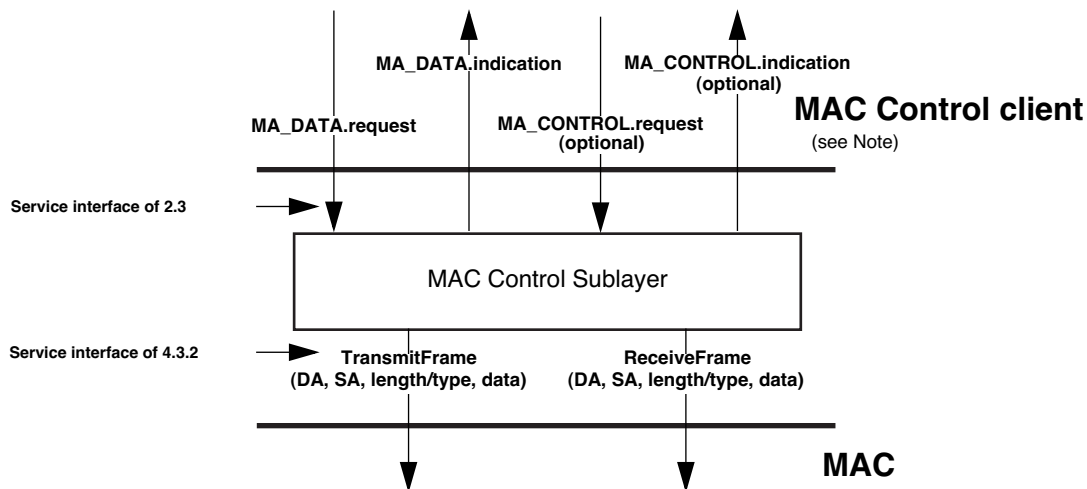 MA_DATA.indication
MA_CONTROL.indication
(optional)
MAC Control client
MA_DATA.request
MA_CONTROL.request
(optional)
(see Note)
Service interface of 2.3
MAC Control Sublayer
Service interface of 4.3.2
TransmitFrame
(DA, SA, length/type, data)
ReceiveFrame
(DA, SA, length/type, data)
MAC